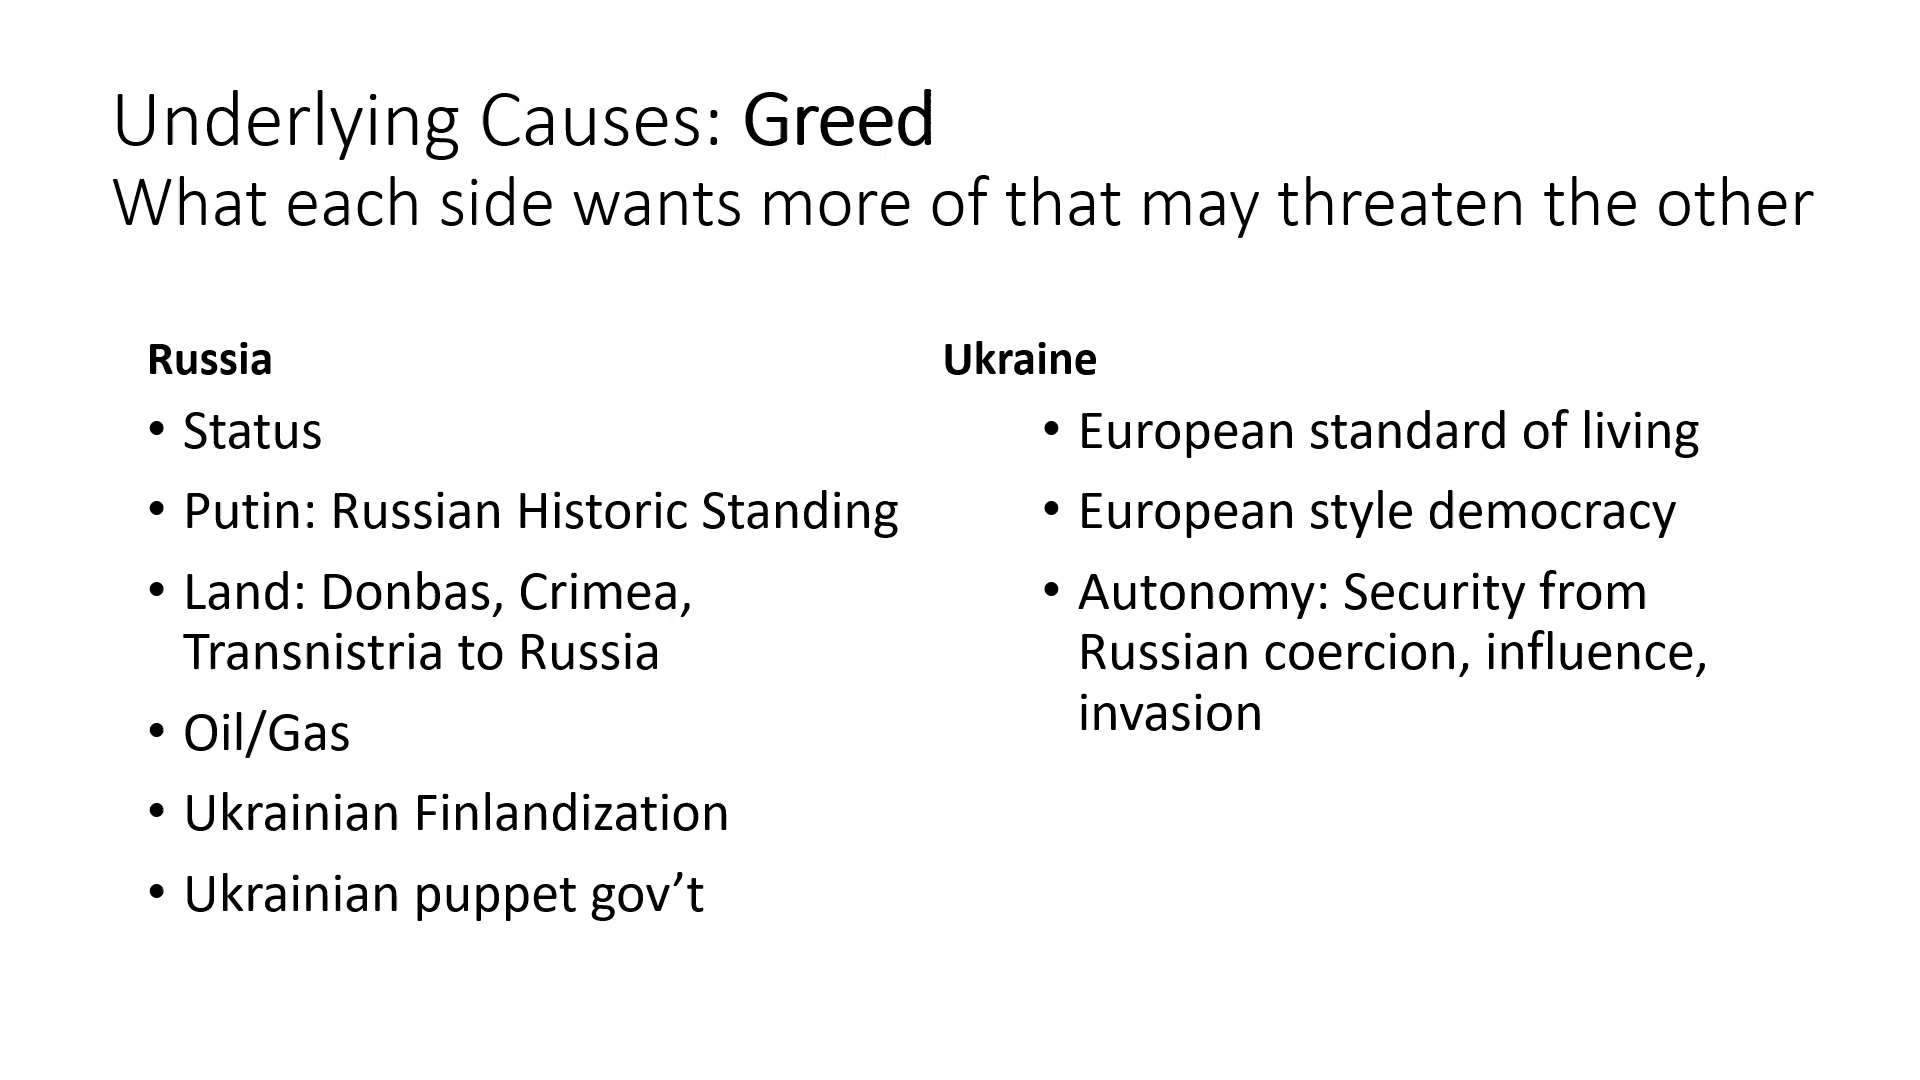 Underlying Causes: Greed
What each side wants more of that may threaten the other
Russia
• Status
• Putin: Russian Historic Standing
• Land: Donbas, Crimea,
Transnistria to Russia
• Oil/Gas
• Ukrainian Finlandization
• Ukrainian puppet gov’t
Ukraine
• European standard of living
• European style democracy
• Autonomy: Security from
Russian coercion, influence,
invasion